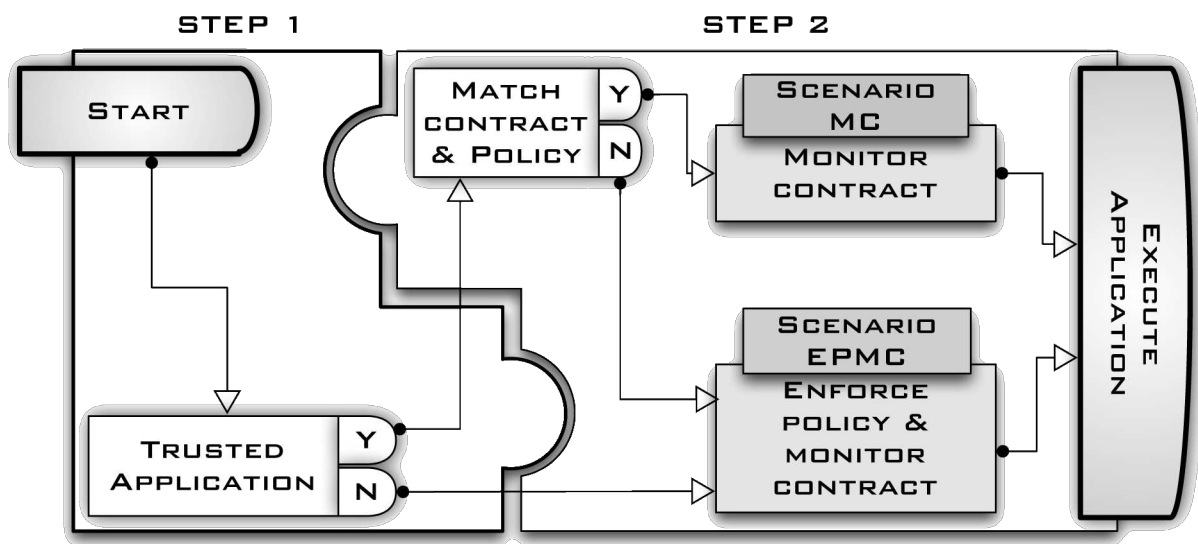 STEP 1
START
TRUSTED
APPLICATION
Y
N
STEP 2
MATCH
CONTRACT
& POLICY
Y
N
SCENARIO
MC
MONITOR
CONTRACT
SCENARIO
EPMC
ENFORCE
POLICY &
MONITOR
CONTRACT
EXECUTE
APPLICATION